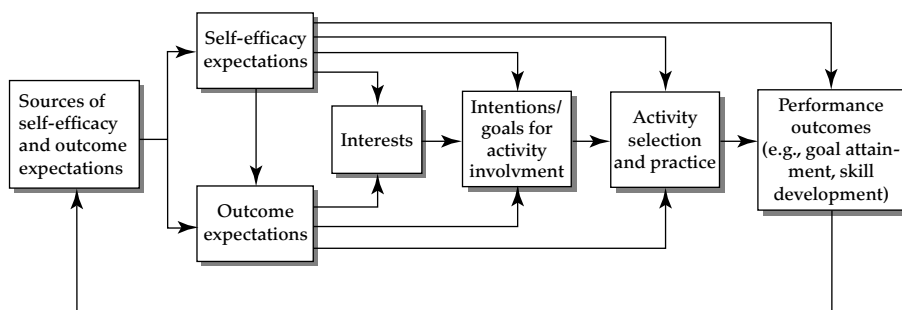 Self-efficacy
expectations
Sources of
self-efficacy
and outcome
expectations
Interests
Intentions/
goals for
activity
involvment
Activity
selection
and practice
Performance
outcomes
(e.g., goal attain-
ment, skill
development)
Outcome
expectations